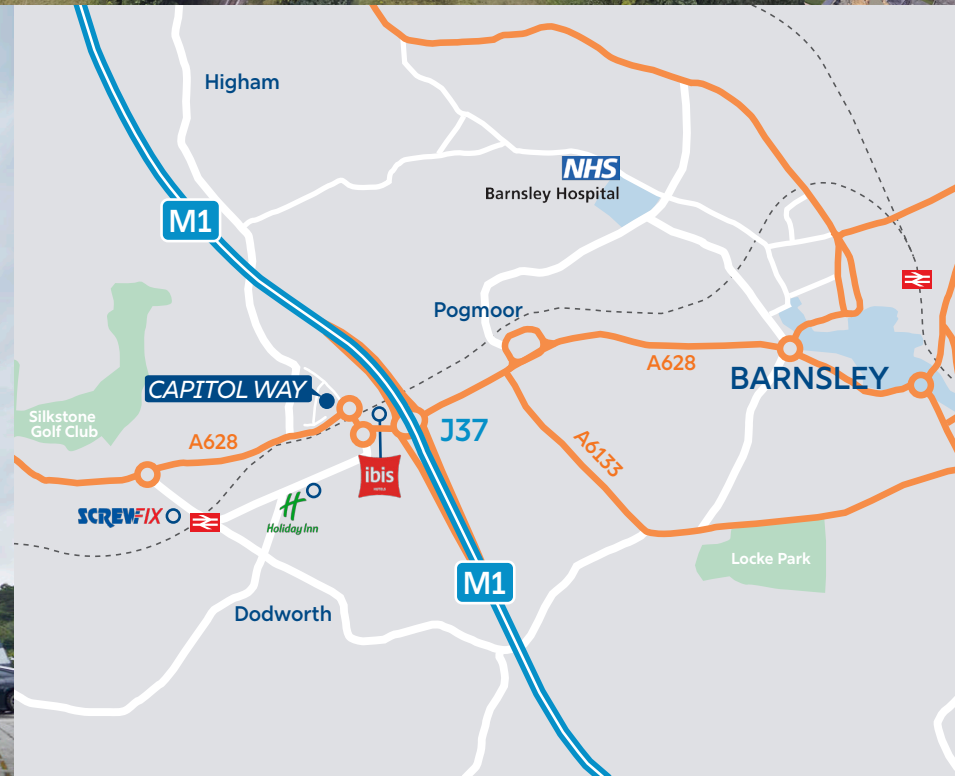 Higham
M1
NHS
Barnsley Hospital
Pogmoor
A628
BARNSLEY
CAPITOL WAY
Silkstone
Golf Club
A628
J37
A6133
ibis
HOTELS
SCREWFIX
H
Holiday Inn
Locke Park
M1
Dodworth